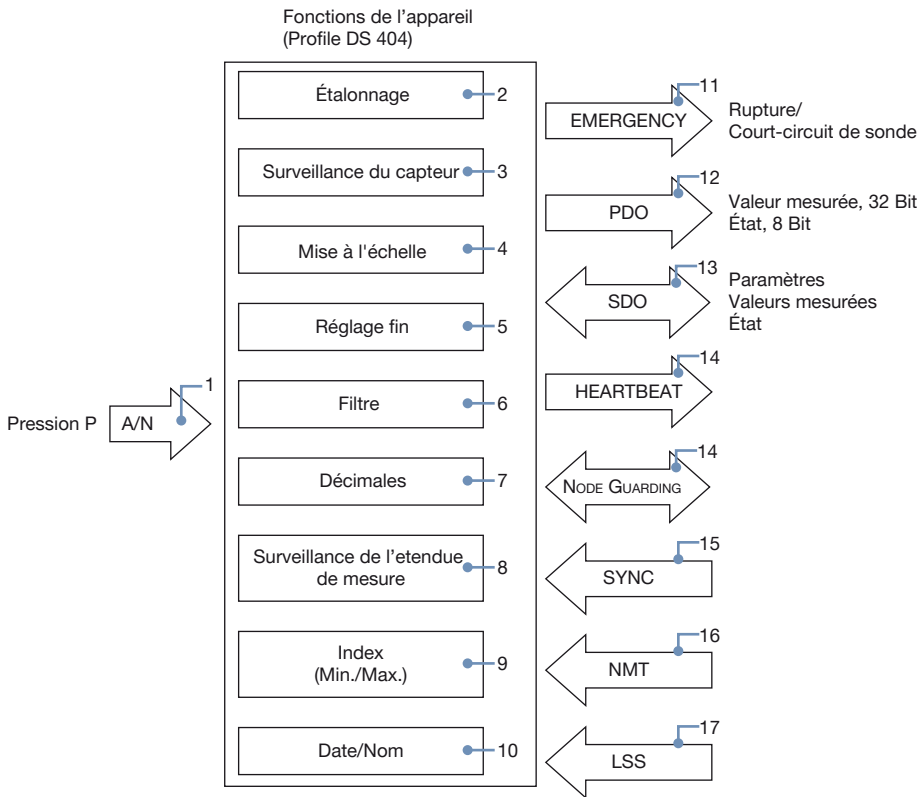 Fonctions de l’appareil
(Profile DS 404)
Étalonnage
2
Surveillance du capteur
3
Mise à l'échelle
4
Réglage fin
5
Pression P
A/N
1
Filtre
6
Décimales
7
Surveillance de l’etendue
de mesure
8
Index
(Min./Max.)
9
Date/Nom
10
EMERGENCY
11
Rupture/
Court-circuit de sonde
PDO
12
Valeur mesurée, 32 Bit
État, 8 Bit
SDO
13
Paramètres
Valeurs mesurées
État
HEARTBEAT
14
NODE GUARDING
14
SYNC
15
NMT
16
LSS
17